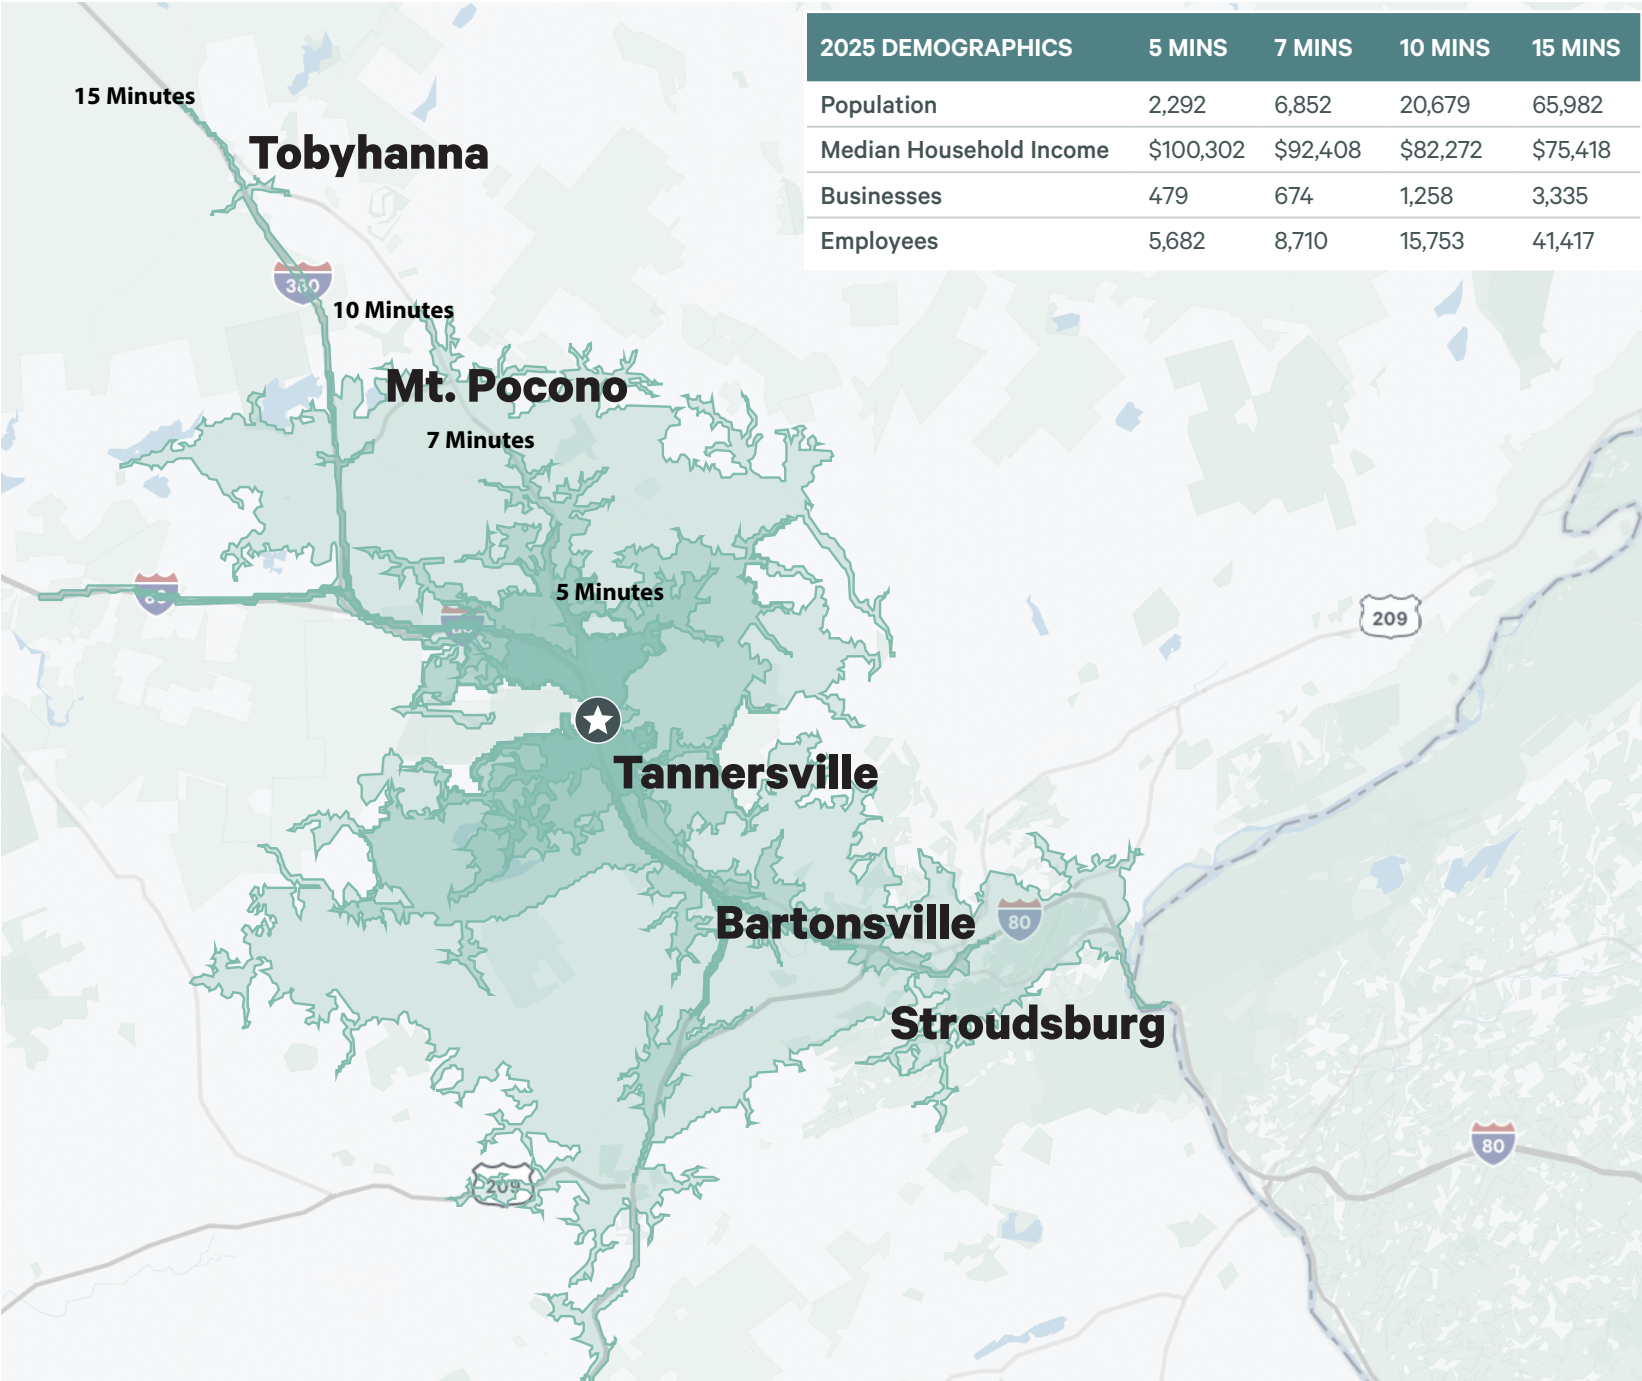 2025 DEMOGRAPHICS 5 MINS 7 MINS 10 MINS 15 MINS
Population 2,292 6,852 20,679 65,982
Median Household Income $100,302 $92,408 $82,272 $75,418
Businesses 479 674 1,258 3,335
Employees 5,682 8,710 15,753 41,417
15 Minutes
Tobyhanna
380
10 Minutes
Mt. Pocono
7 Minutes
80
5 Minutes
80
209
Tannersville
Bartonsville
80
Stroudsburg
80
209